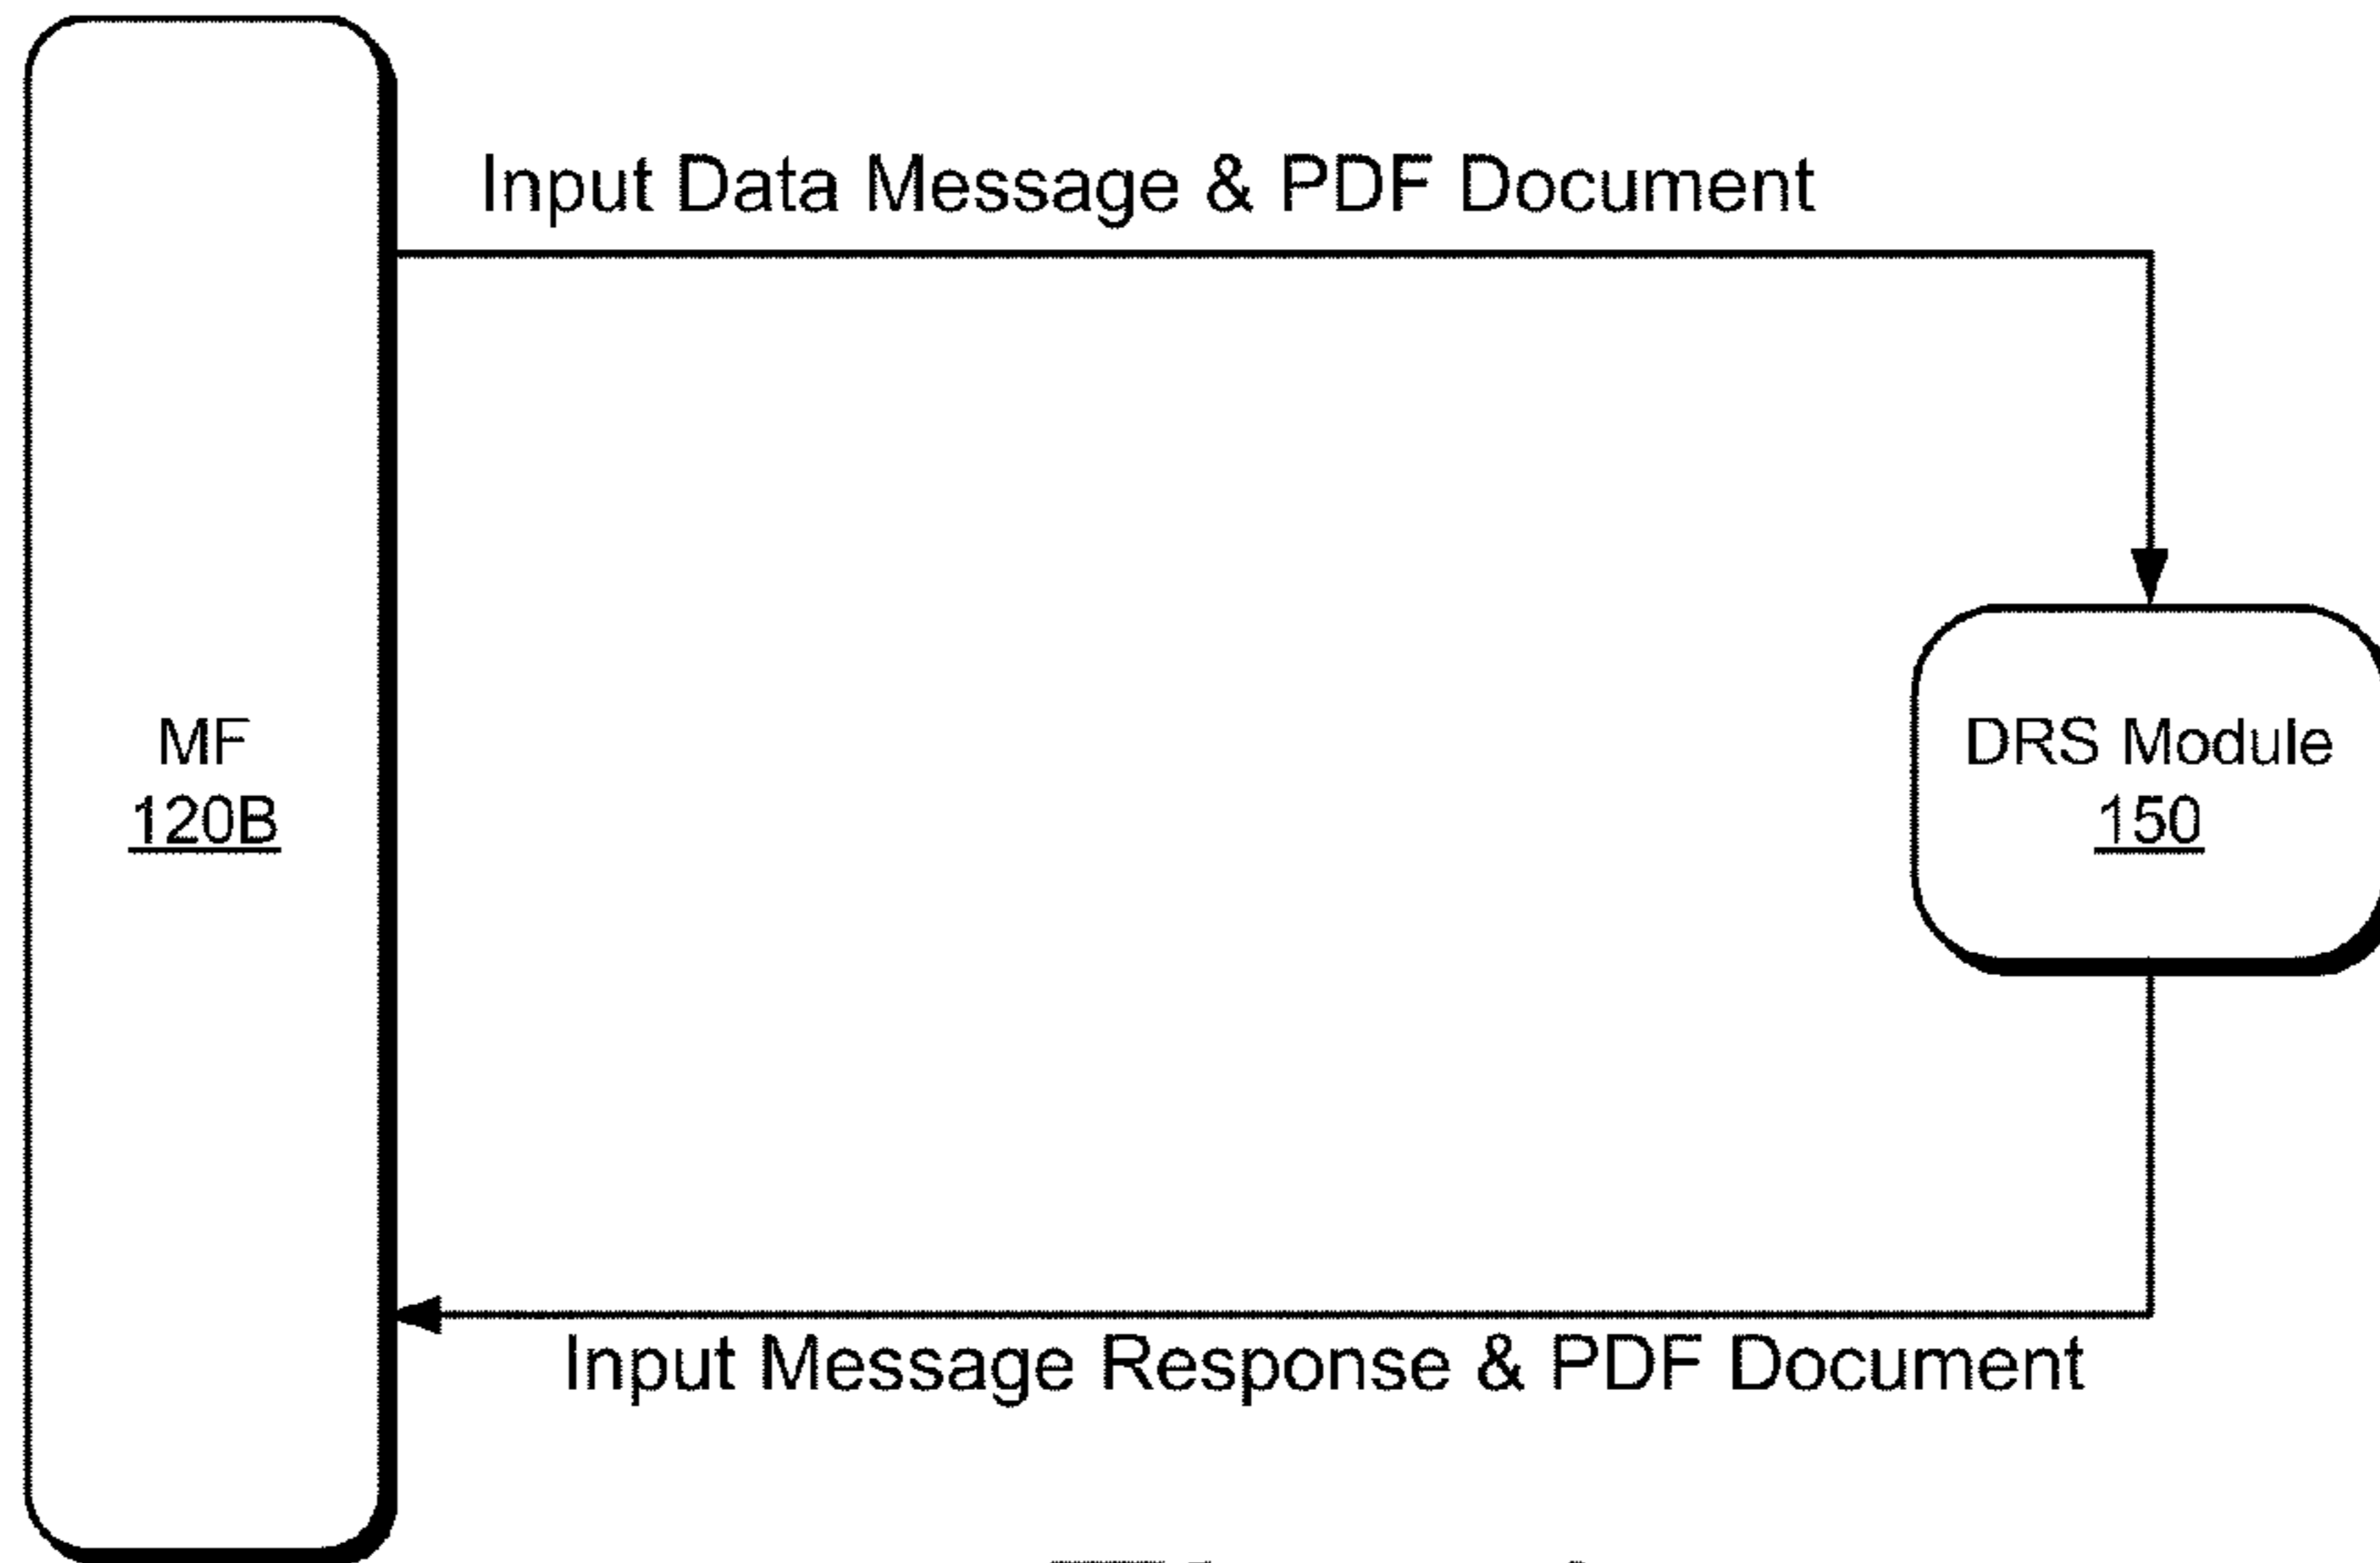 Input Data Message & PDF Document
MF
120B
DRS Module
150
Input Message Response & PDF Document